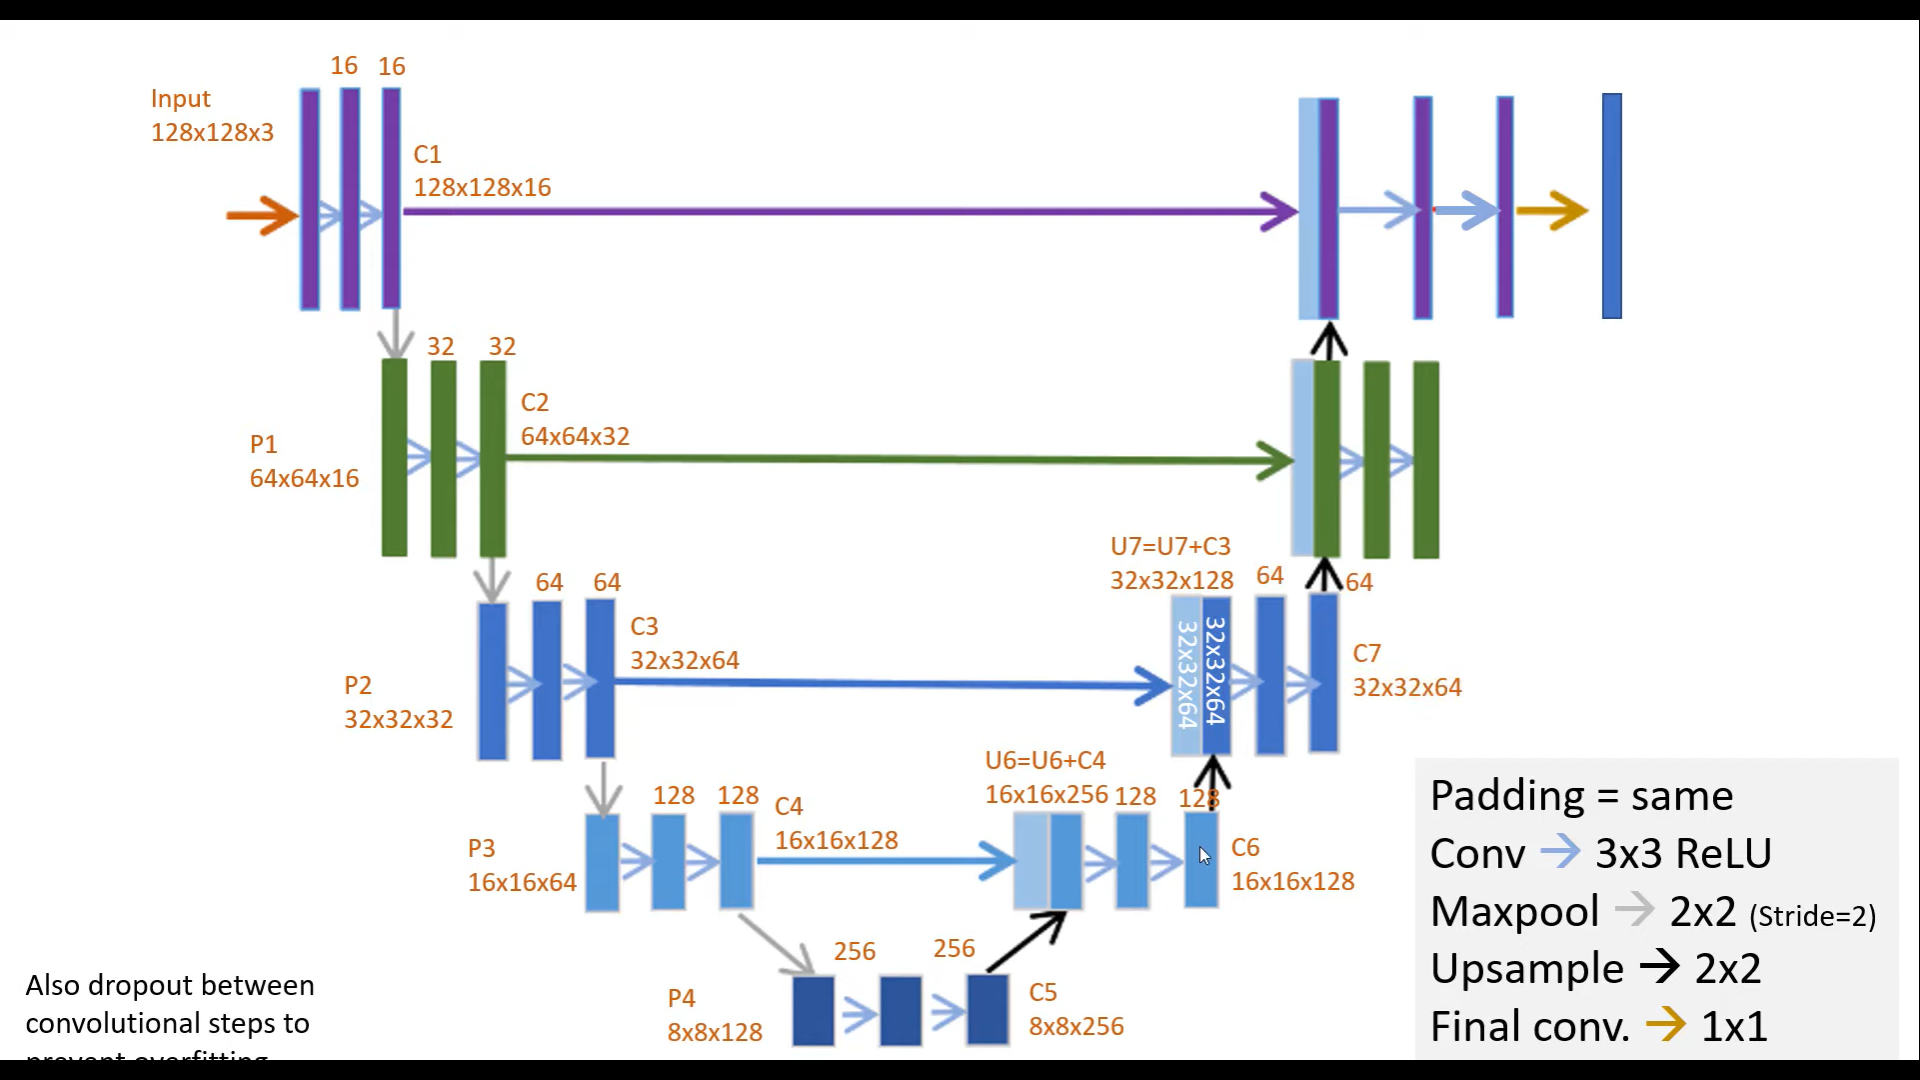 16 16
Input
128x128x3
C1
128x128x16
32 32
C2
64x64x32
P1
64x64x16
U7=U7+C3
32x32x128
64
64
64 64
C3
32x32x64
32x32x64
32x32x64
C7
32x32x64
P2
32x32x32
U6=U6+C4
16x16x256
128
128
128 128
C4
16x16x128
P3
16x16x64
C6
16x16x128
256 256
P4
8x8x128
C5
8x8x256
Padding = same
Conv → 3x3 ReLU
Maxpool → 2x2 (Stride=2)
Upsample → 2x2
Final conv. → 1x1
Also dropout between
convolutional steps to
prevent overfitting